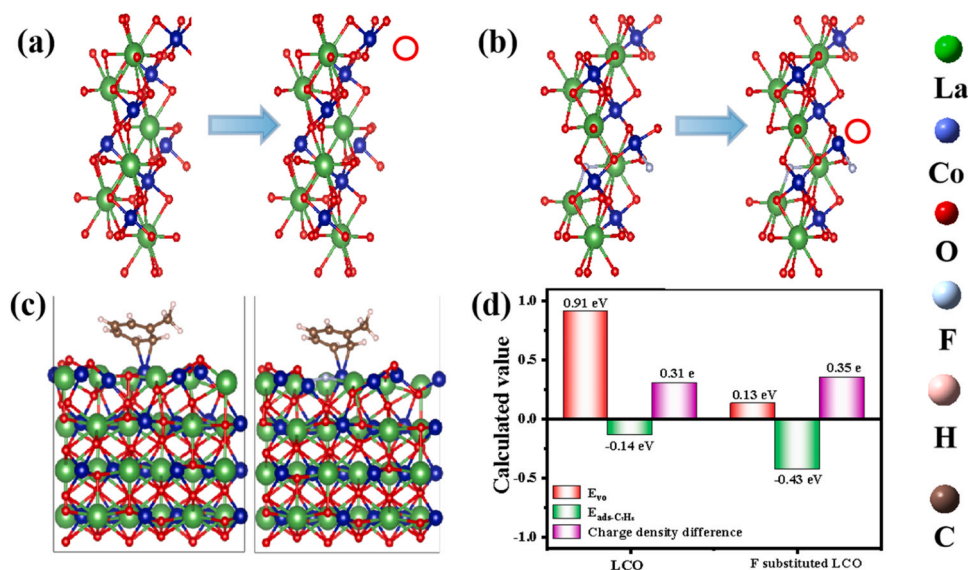 (a)
(b)
La
Co
O
F
H
C
(c)
(d)
Calculated value
1.0
0.5
0.0
-0.5
-1.0
0.91 eV
-0.14 eV
0.31 e
0.13 eV
-0.43 eV
0.35 e
Evo
Eads-C₇H₈
Charge density difference
LCO
F substituted LCO